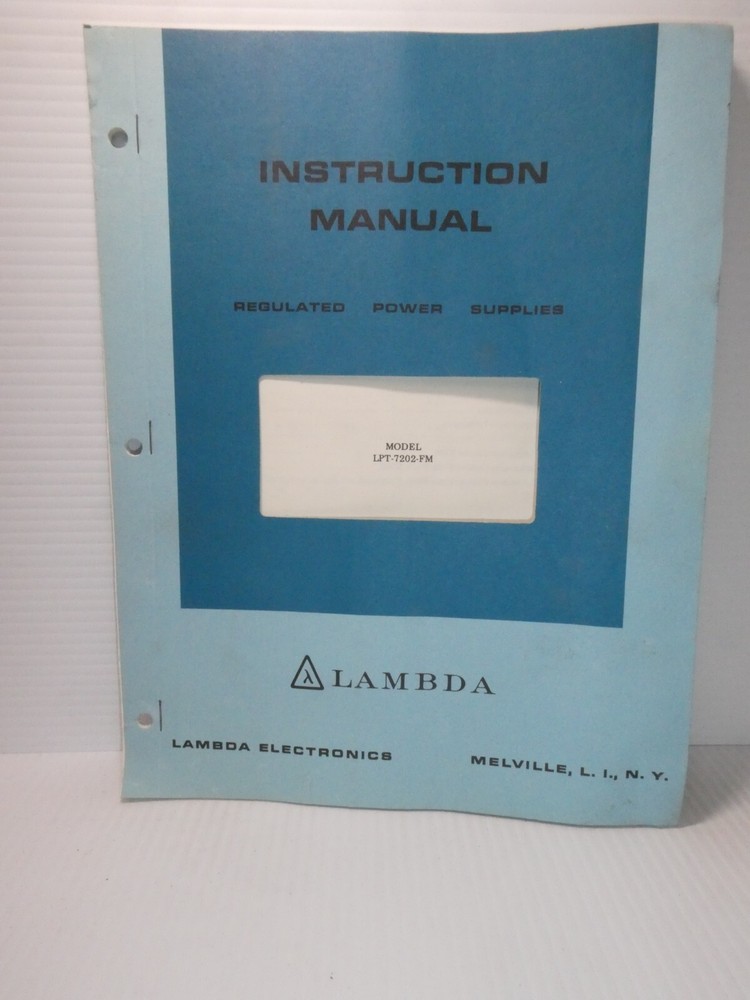 INSTRUCTION
MANUAL
REGULATED POWER SUPPLIES
MODEL
LPT-7202-FM
λ LAMBDA
LAMBDA ELECTRONICS MELVILLE, L. I., N. Y.